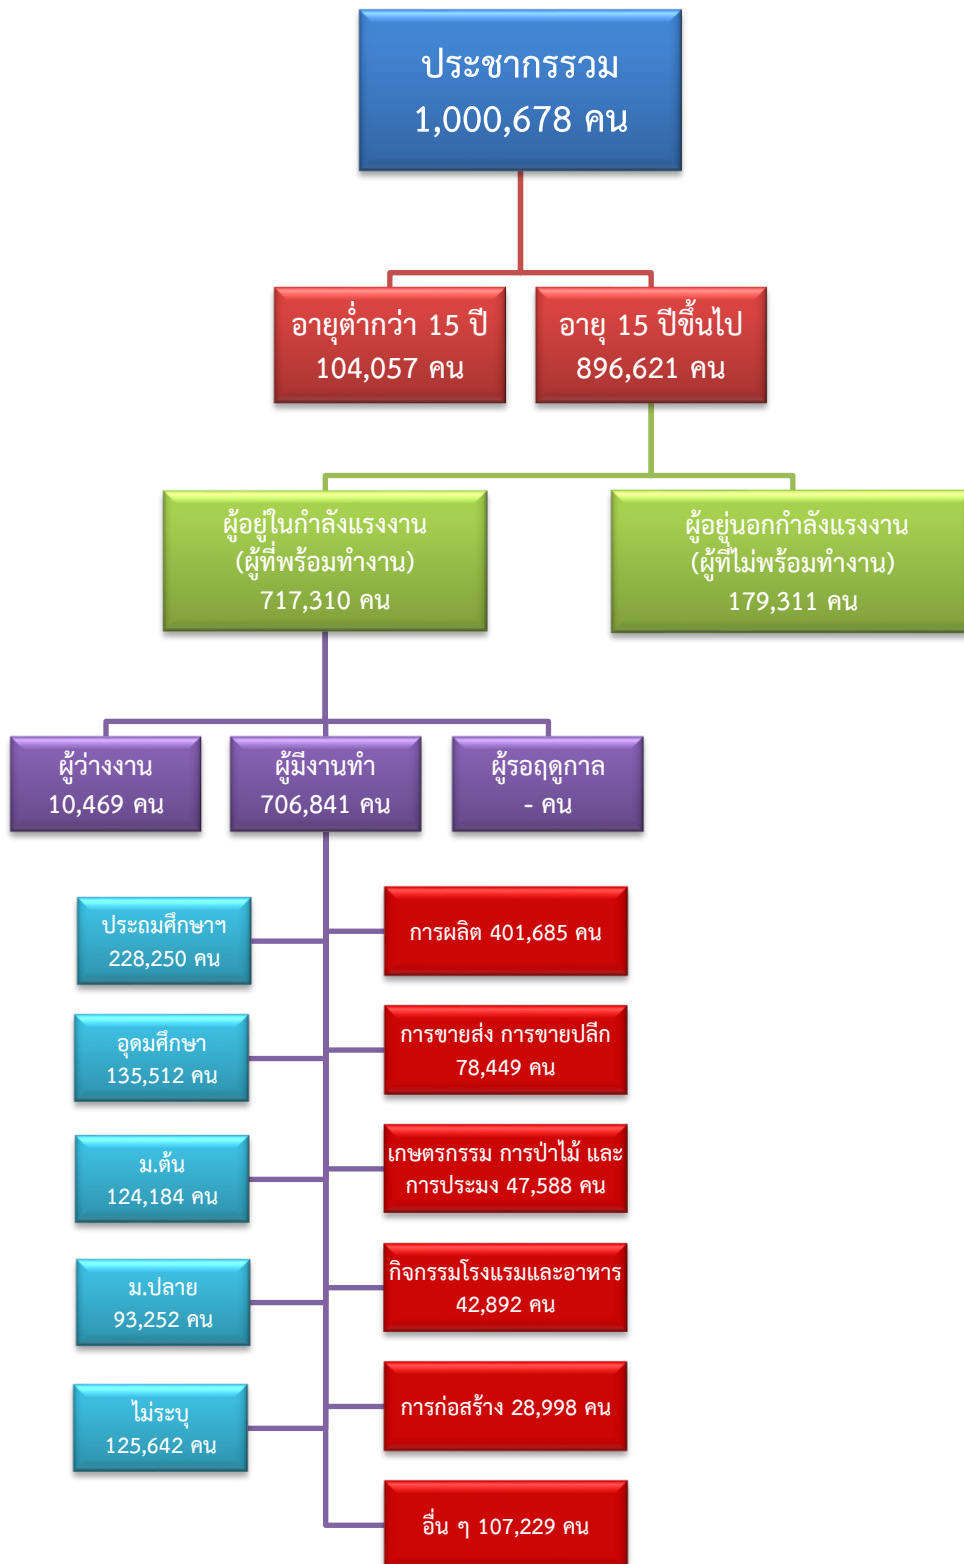 ประชากรรวม
1,000,678 คน
อายุต่ำกว่า 15 ปี
104,057 คน
อายุ 15 ปีขึ้นไป
896,621 คน
ผู้อยู่ในกำลังแรงงาน
(ผู้ที่พร้อมทำงาน)
717,310 คน
ผู้อยู่นอกกำลังแรงงาน
(ผู้ที่ไม่พร้อมทำงาน)
179,311 คน
ผู้ว่างงาน
10,469 คน
ผู้มีงานทำ
706,841 คน
ผู้รอฤดูกาล
- คน
ประถมศึกษาฯ
228,250 คน
อุดมศึกษา
135,512 คน
ม.ต้น
124,184 คน
ม.ปลาย
93,252 คน
ไม่ระบุ
125,642 คน
การผลิต 401,685 คน
การขายส่ง การขายปลีก
78,449 คน
เกษตรกรรม การป่าไม้ และ
การประมง 47,588 คน
กิจกรรมโรงแรมและอาหาร
42,892 คน
การก่อสร้าง 28,998 คน
อื่น ๆ 107,229 คน